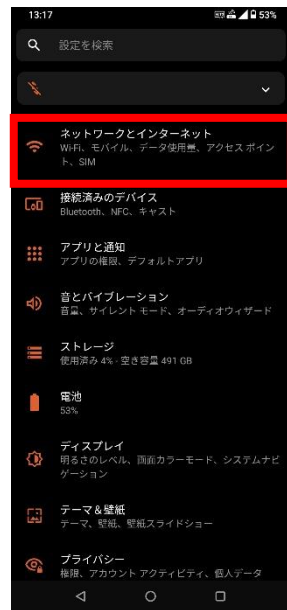 13:17
53%
設定を検索
ネットワークとインターネット
Wi-Fi、モバイル、データ使用量、アクセス ポイン
ト、SIM
接続済みのデバイス
Bluetooth、NFC、キャスト
アプリと通知
アプリの権限、デフォルトアプリ
音とバイブレーション
音量、サイレント モード、オーディオウィザード
ストレージ
使用済み 4% - 空き容量 491 GB
電池
53%
ディスプレイ
明るさのレベル、画面カラーモード、システムナビ
ゲーション
テーマ＆壁紙
テーマ、壁紙、壁紙スライドショー
プライバシー
権限、アカウント アクティビティ、個人データ